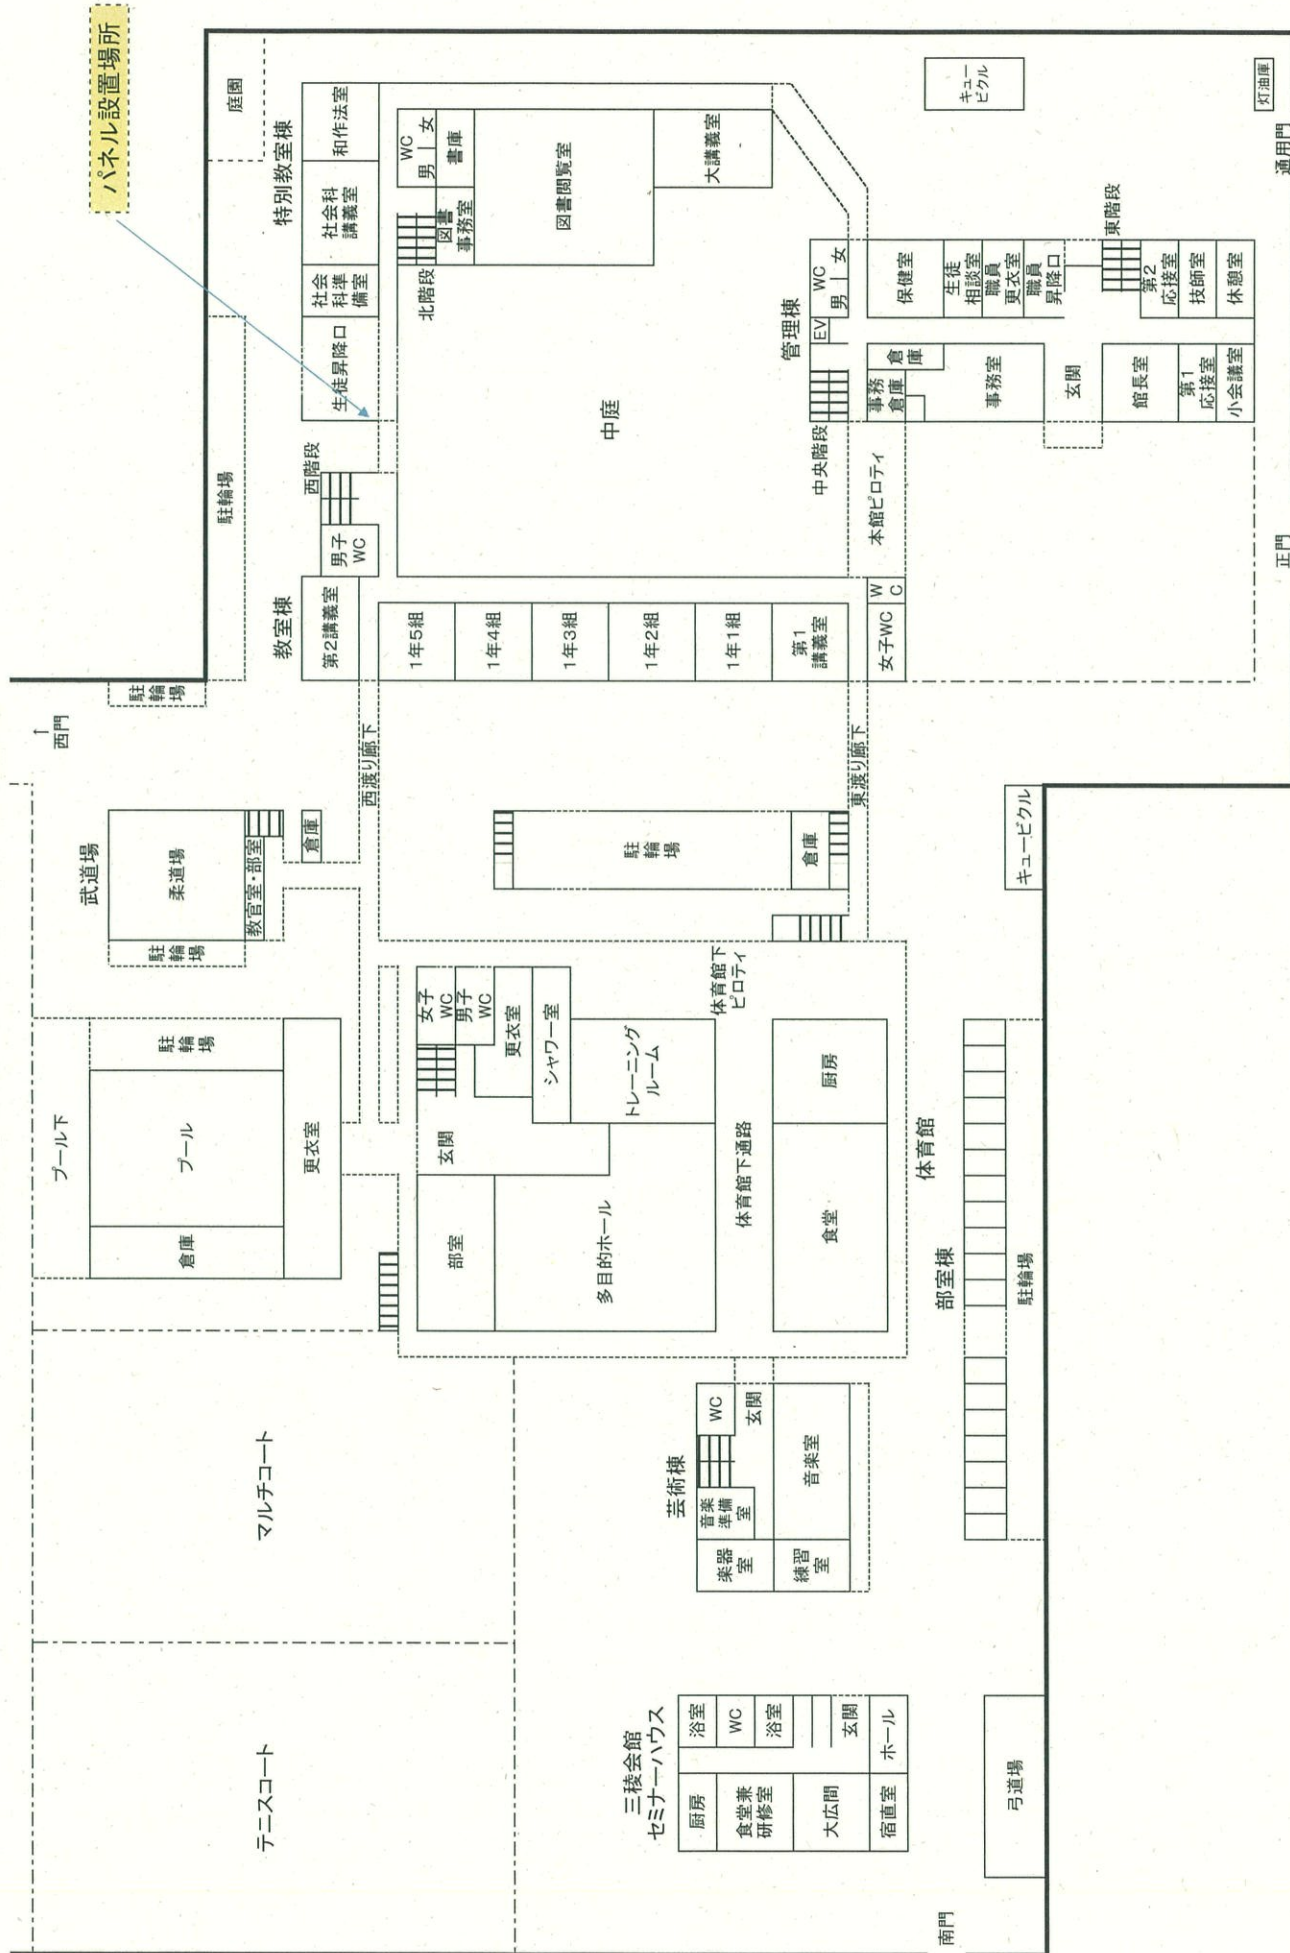 パネル設置場所
庭園
特別教室棟
和作法室
社会科
講義室
社会
科準
備室
生徒昇降口
WC
男
女
書庫
図書
事務室
北階段
図書閲覧室
大講義室
中庭
駐輪場
西階段
男子
WC
教室棟
第2講義室
1年5組
1年4組
1年3組
1年2組
1年1組
第1
講義室
女子WC
W
C
本館ピロティ
中央階段
管理棟
EV
WC
男
女
保健室
生徒
相談室
職員
更衣室
職員
昇降口
東階段
第2
応接室
技師室
休憩室
倉庫
事務
倉庫
事務室
玄関
館長室
第1
応接室
小会議室
キュー
ビクル
灯油庫
通用門
正門
駐輪場
↑
西門
西渡り廊下
東渡り廊下
武道場
柔道場
教官室・部室
倉庫
駐輪場
駐輪場
倉庫
キュービクル
プール下
駐輪場
プール
倉庫
更衣室
女子
WC
男子
WC
更衣室
シャワー室
トレーニング
ルーム
玄関
部室
多目的ホール
体育館下
ピロティ
体育館下通路
厨房
食堂
体育館
部室棟
駐輪場
マルチコート
テニスコート
芸術棟
WC
玄関
音楽
準備
室
音楽室
楽器
室
練習
室
三稜会館
セミナーハウス
浴室
WC
浴室
玄関
ホール
厨房
食堂兼
研修室
大広間
宿直室
弓道場
南門